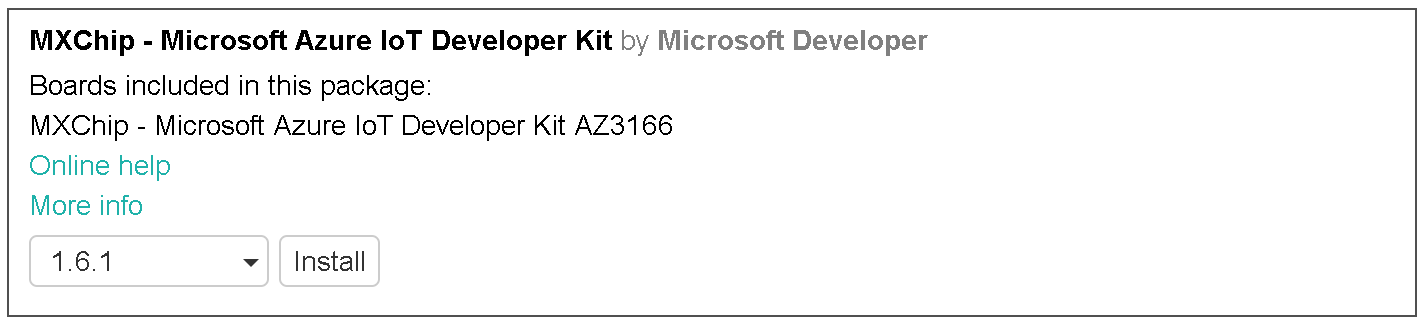 MXChip - Microsoft Azure IoT Developer Kit by Microsoft Developer
Boards included in this package:
MXChip - Microsoft Azure IoT Developer Kit AZ3166
Online help
More info
1.6.1 Install